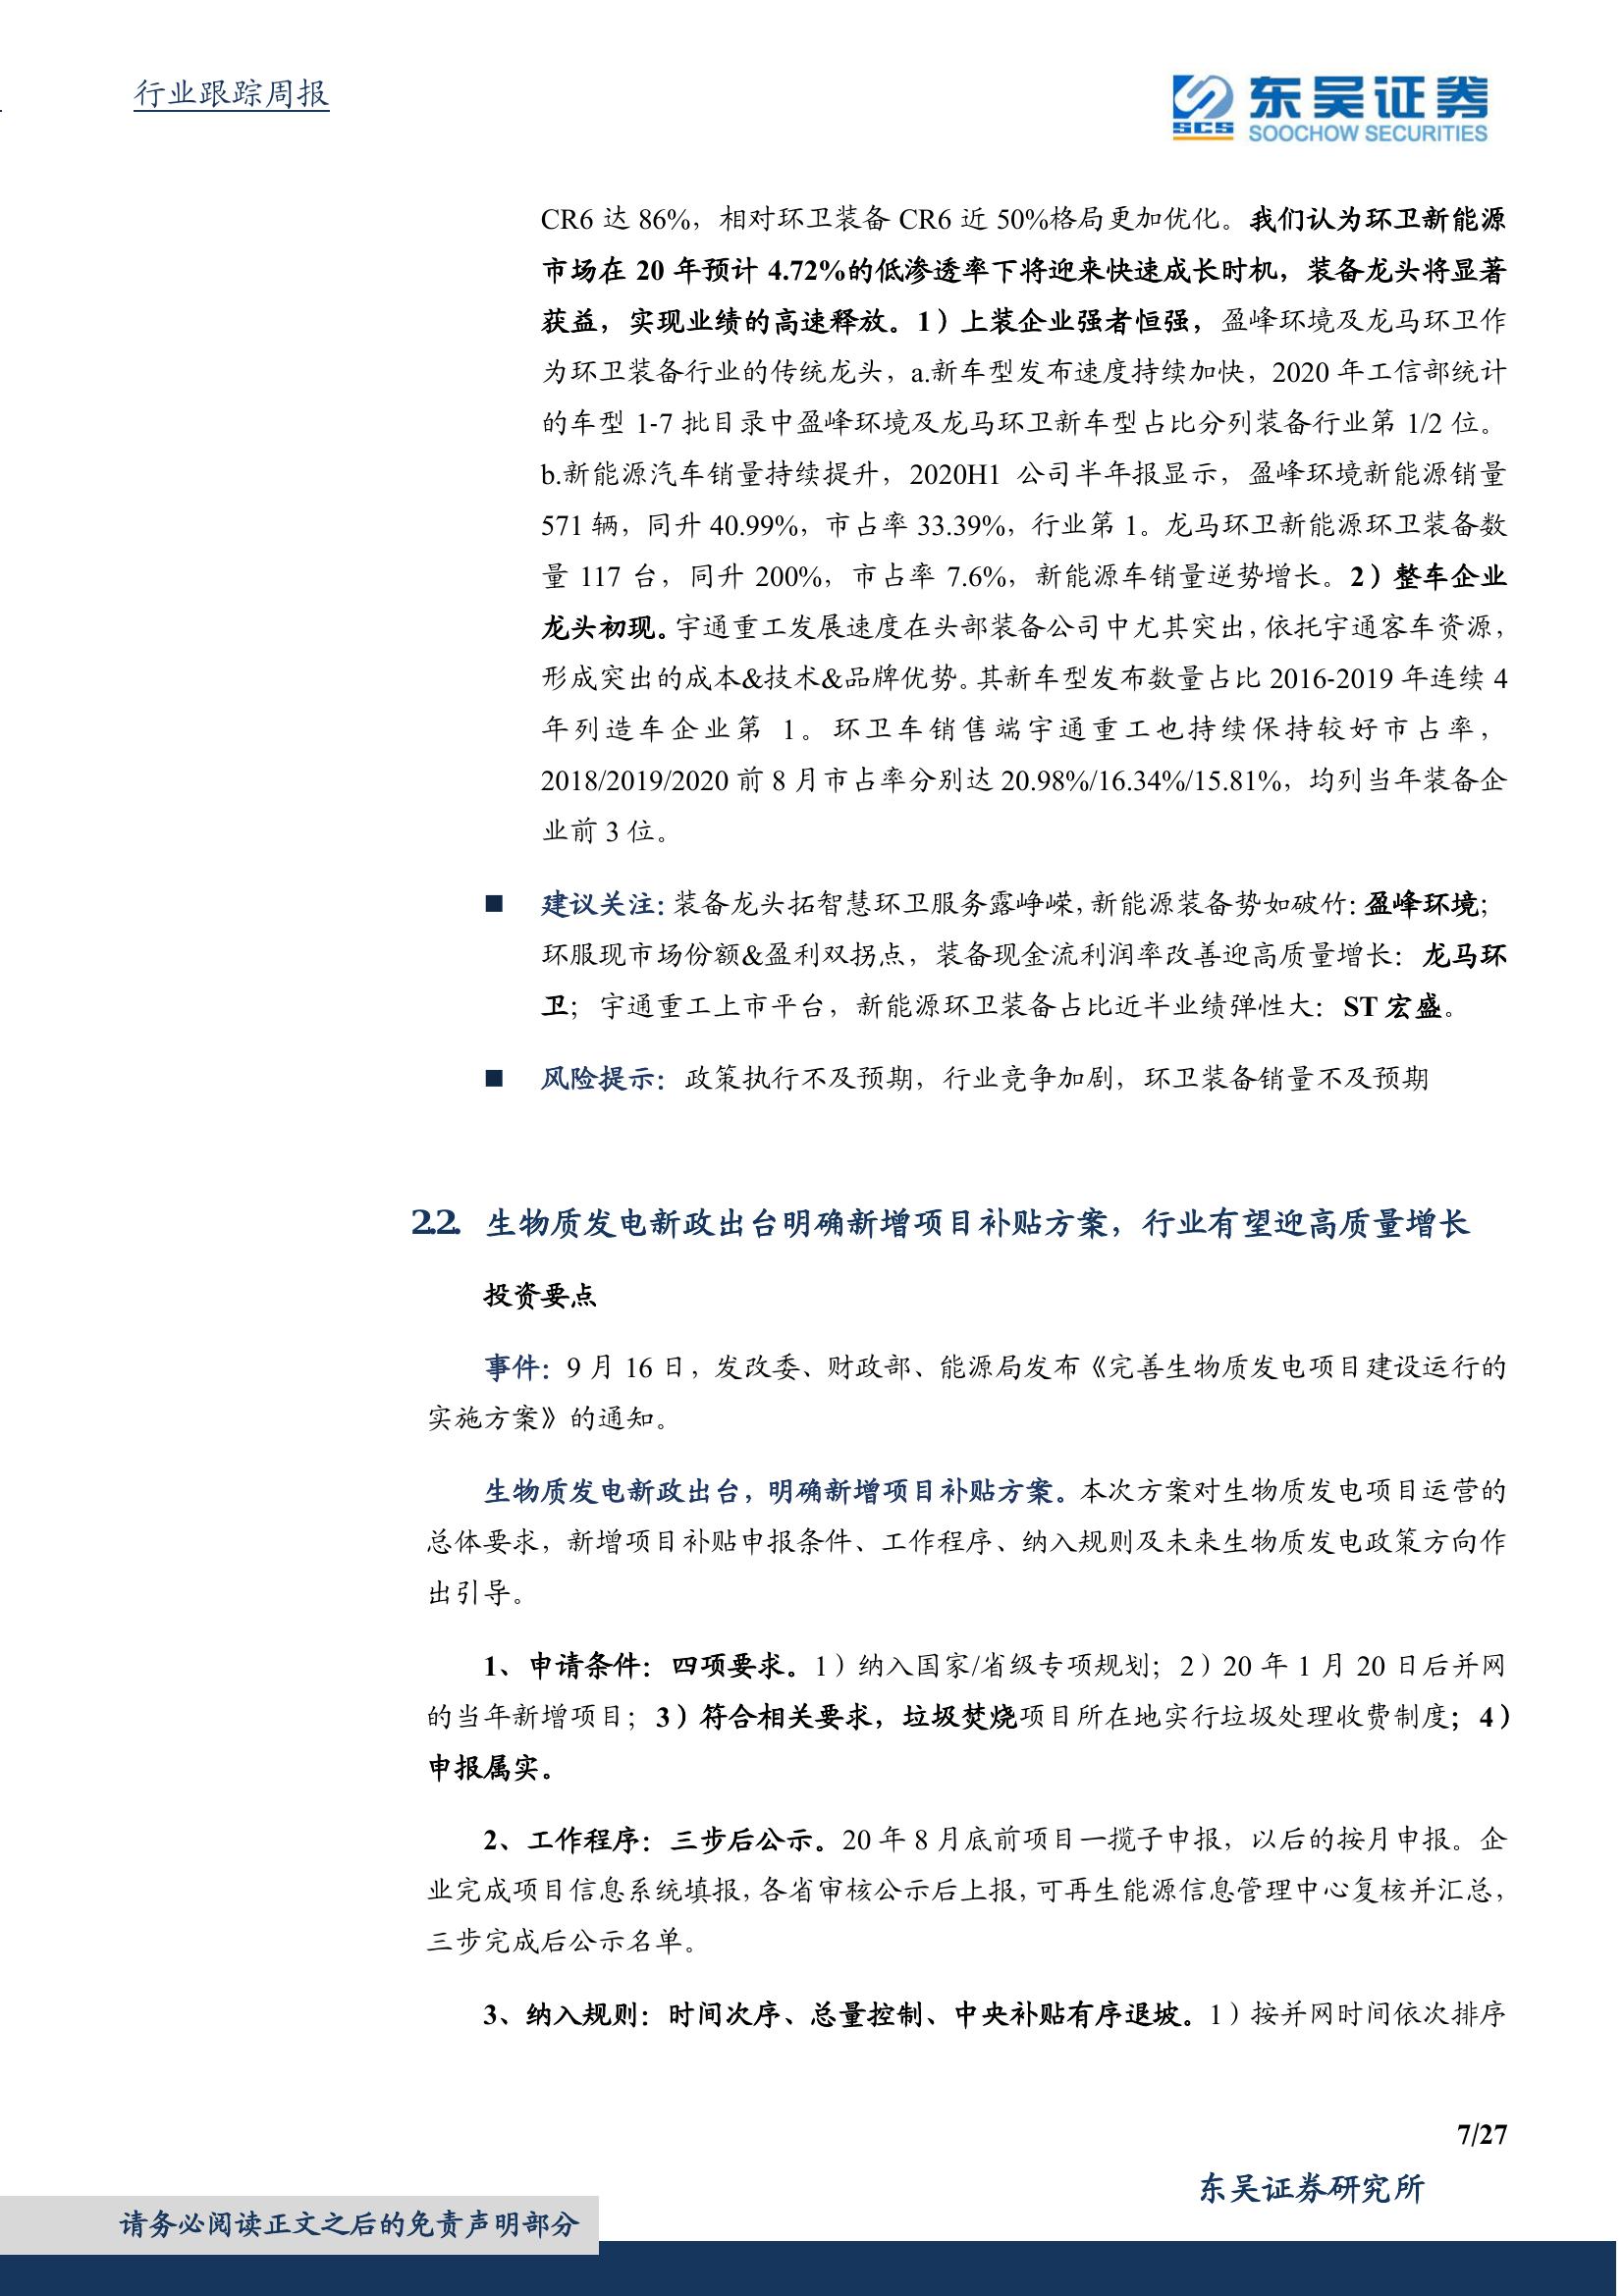 行业跟踪周报
东吴证券
SCS
SOOCHOW SECURITIES
CR6 达 86%，相对环卫装备 CR6 近 50%格局更加优化。我们认为环卫新能源
市场在 20 年预计 4.72%的低渗透率下将迎来快速成长时机，装备龙头将显著
获益，实现业绩的高速释放。1）上装企业强者恒强，盈峰环境及龙马环卫作
为环卫装备行业的传统龙头，a.新车型发布速度持续加快，2020 年工信部统计
的车型 1-7 批目录中盈峰环境及龙马环卫新车型占比分列装备行业第 1/2 位。
b.新能源汽车销量持续提升，2020H1 公司半年报显示，盈峰环境新能源销量
571 辆，同升 40.99%，市占率 33.39%，行业第 1。龙马环卫新能源环卫装备数
量 117 台，同升 200%，市占率 7.6%，新能源车销量逆势增长。2）整车企业
龙头初现。宇通重工发展速度在头部装备公司中尤其突出，依托宇通客车资源，
形成突出的成本&技术&品牌优势。其新车型发布数量占比 2016-2019 年连续 4
年列造车企业第 1。环卫车销售端宇通重工也持续保持较好市占率，
2018/2019/2020 前 8 月市占率分别达 20.98%/16.34%/15.81%，均列当年装备企
业前 3 位。
■ 建议关注：装备龙头拓智慧环卫服务露峥嵘，新能源装备势如破竹：盈峰环境；
环服现市场份额&盈利双拐点，装备现金流利润率改善迎高质量增长：龙马环
卫；宇通重工上市平台，新能源环卫装备占比近半业绩弹性大：ST 宏盛。
■ 风险提示：政策执行不及预期，行业竞争加剧，环卫装备销量不及预期
2.2. 生物质发电新政出台明确新增项目补贴方案，行业有望迎高质量增长
投资要点
事件：9 月 16 日，发改委、财政部、能源局发布《完善生物质发电项目建设运行的
实施方案》的通知。
生物质发电新政出台，明确新增项目补贴方案。本次方案对生物质发电项目运营的
总体要求，新增项目补贴申报条件、工作程序、纳入规则及未来生物质发电政策方向作
出引导。
1、申请条件：四项要求。1）纳入国家/省级专项规划；2）20 年 1 月 20 日后并网
的当年新增项目；3）符合相关要求，垃圾焚烧项目所在地实行垃圾处理收费制度；4）
申报属实。
2、工作程序：三步后公示。20 年 8 月底前项目一揽子申报，以后的按月申报。企
业完成项目信息系统填报，各省审核公示后上报，可再生能源信息管理中心复核并汇总，
三步完成后公示名单。
3、纳入规则：时间次序、总量控制、中央补贴有序退坡。1）按并网时间依次排序
7/27
东吴证券研究所
请务必阅读正文之后的免责声明部分